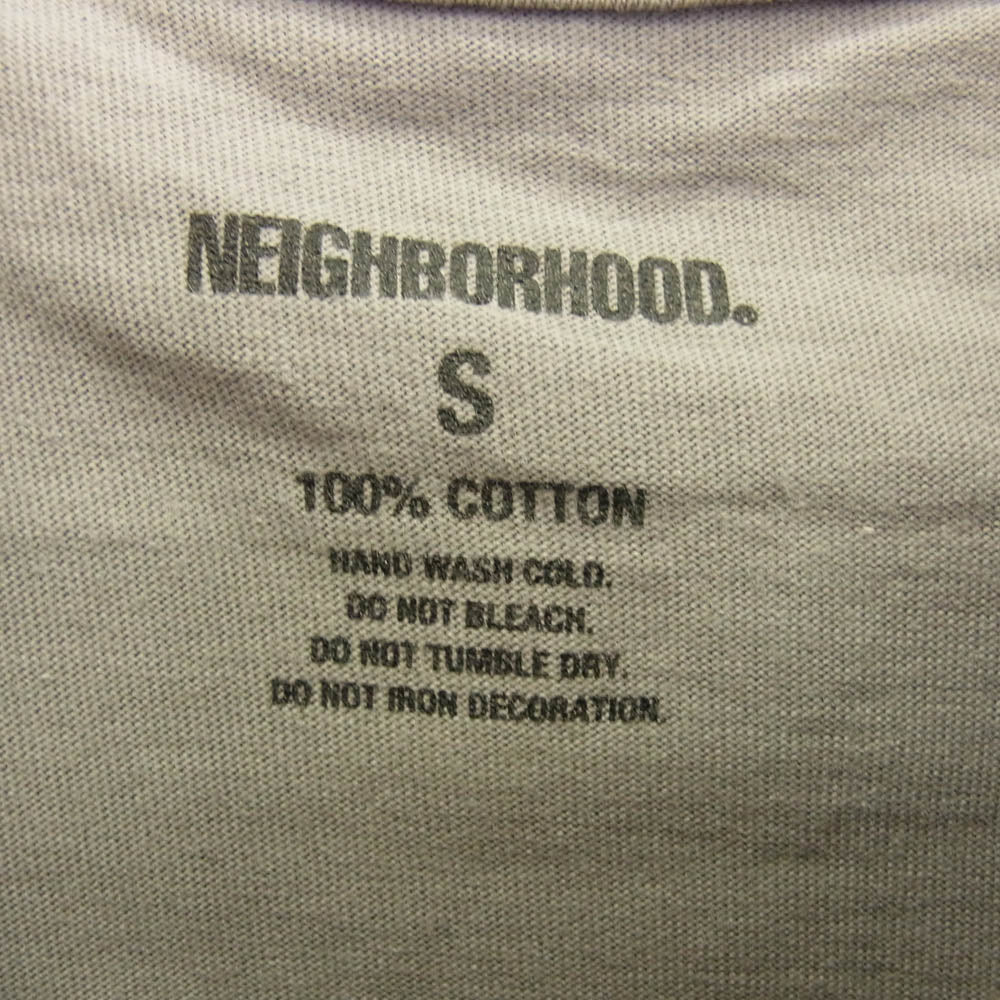 NEIGHBORHOOD®
S
100% COTTON
HAND WASH COLD.
DO NOT BLEACH.
DO NOT TUMBLE DRY.
DO NOT IRON DECORATION.